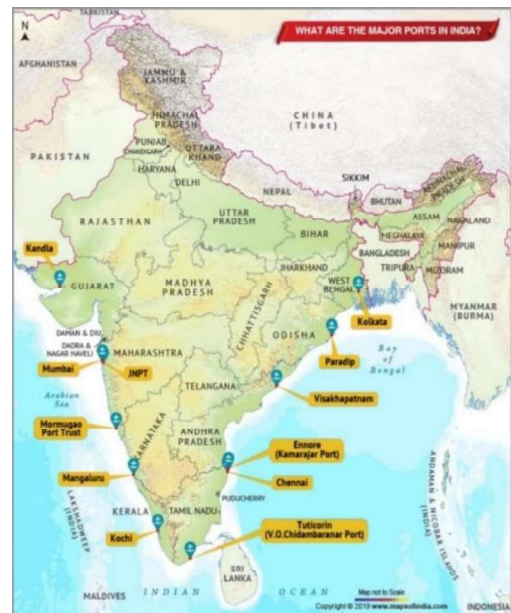 TAJIKISTAN
N
WHAT ARE THE MAJOR PORTS IN INDIA?
AFGHANISTAN
JAMMU &
KASHMIR
CHINA
(Tibet)
HIMACHAL
PRADESH
PUNJAB
CHANDIGARH
UTTARA
KHAND
PAKISTAN
HARYANA
DELHI
NEPAL
SIKKIM
ARUNACHAL
PRADESH
BHUTAN
RAJASTHAN
UTTAR
PRADESH
ASSAM
NAGALAND
BIHAR
MEGHALAYA
MANIPUR
BANGLADESH
Kandla
JHARKHAND
TRIPURA
MIZORAM
GUJARAT
MADHYA
PRADESH
WEST
BENGAL
CHHATTISGARH
MYANMAR
(BURMA)
Kolkata
DAMAN & DIU
ODISHA
DADRA &
NAGAR HAVELI
MAHARASHTRA
Paradip
Bay
of
Bengal
Mumbai
JNPT
TELANGANA
Arabian
Sea
Visakhapatnam
Mormugao
Port Trust
KARNATAKA
ANDHRA
PRADESH
Ennore
(Kamarajar Port)
Mangaluru
Chennai
PUDUCHERRY
LAKSHADWEEP
(INDIA)
ANDAMAN & NICOBAR ISLANDS
(INDIA)
KERALA
TAMIL NADU
Kochi
Tuticorin
(V.O.Chidambaranar Port)
SRI
LANKA
MALDIVES
INDIAN OCEAN
Map not to Scale
Copyright © 2019 www.mapsofindia.com
INDONESIA